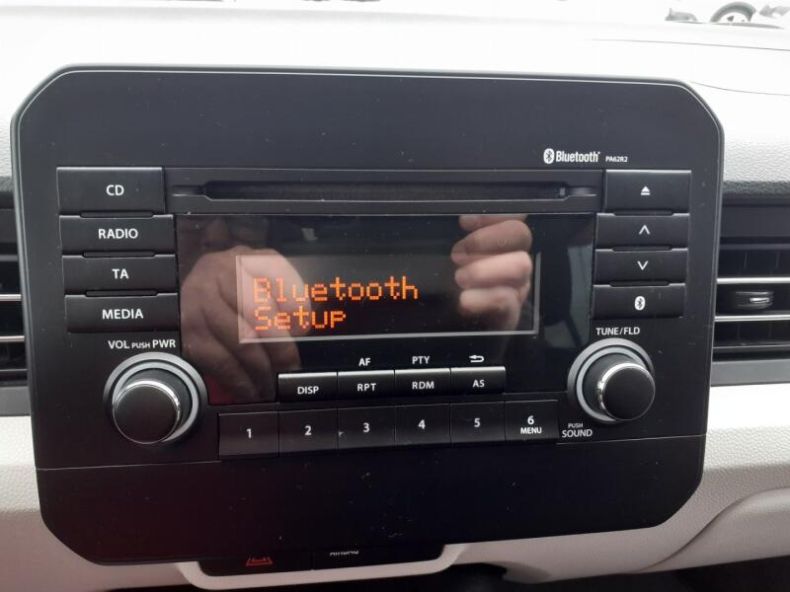 Bluetooth PA62R2
CD
RADIO
TA
MEDIA
VOL PUSH PWR
Bluetooth
Setup
TUNE/FLD
AF PTY
DISP RPT RDM AS
1 2 3 4 5 6
MENU
PUSH
SOUND